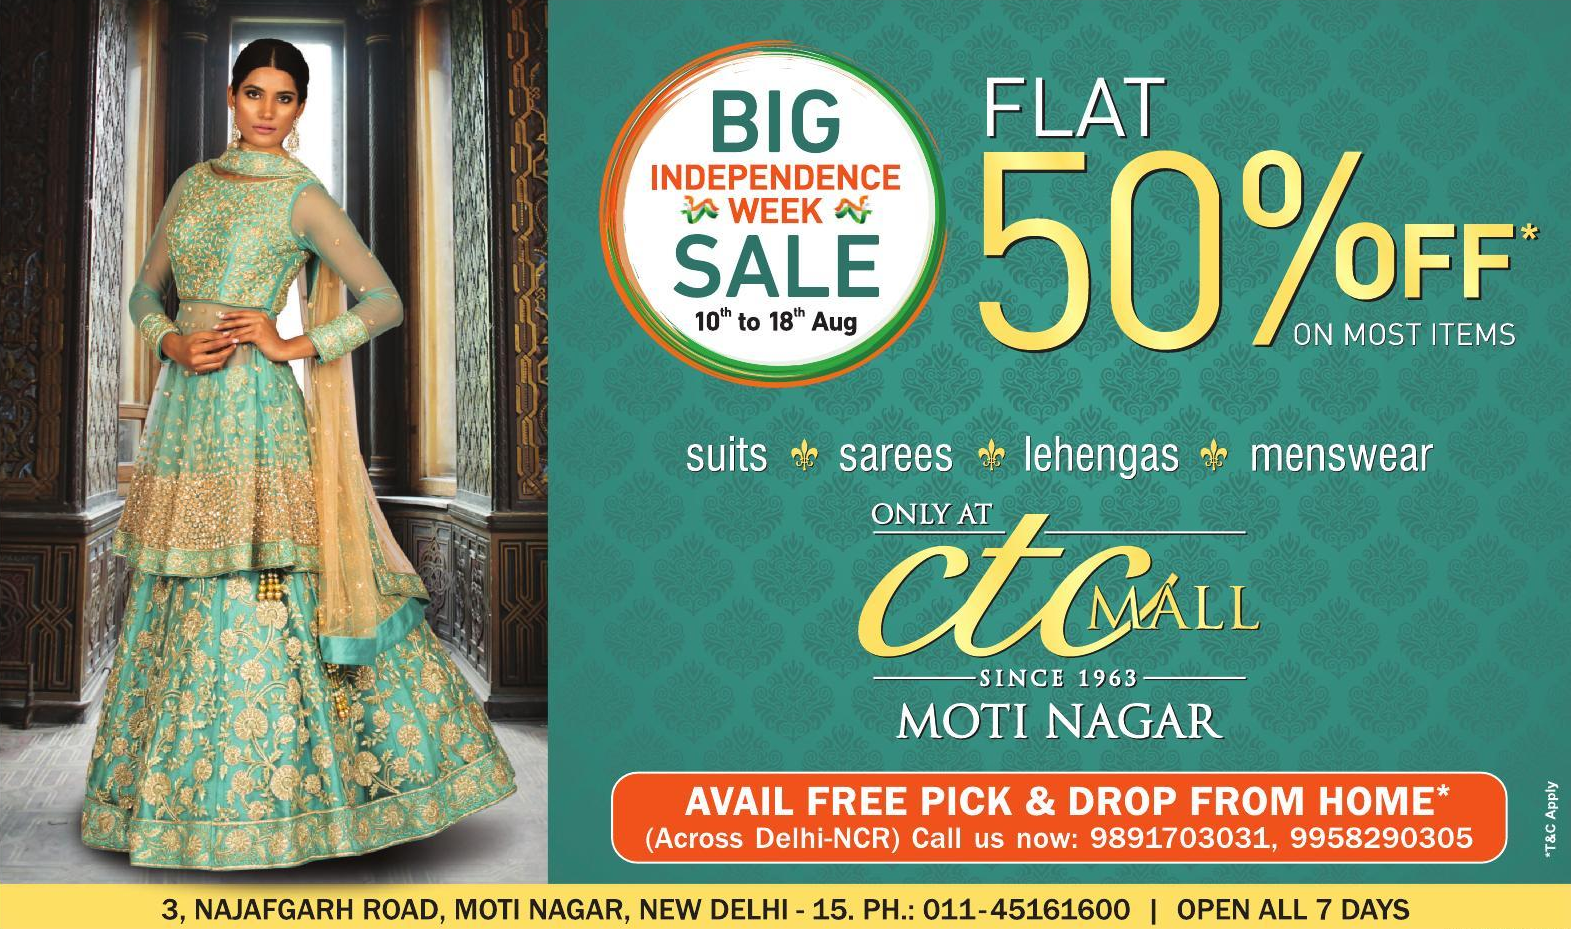 BIG
INDEPENDENCE
WEEK
SALE
10th to 18th Aug
FLAT
50% OFF*
ON MOST ITEMS
suits sarees lehengas menswear
ONLY AT
ctc MALL
SINCE 1963
MOTI NAGAR
AVAIL FREE PICK & DROP FROM HOME*
(Across Delhi-NCR) Call us now: 9891703031, 9958290305
*T&C Apply
3, NAJAFGARH ROAD, MOTI NAGAR, NEW DELHI - 15. PH.: 011-45161600 | OPEN ALL 7 DAYS